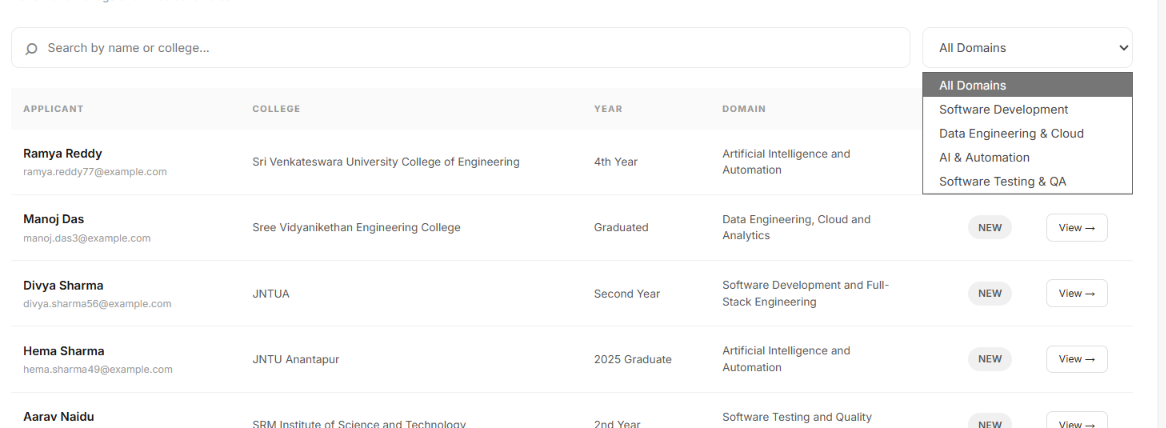 Search by name or college...
All Domains
All Domains
Software Development
Data Engineering & Cloud
AI & Automation
Software Testing & QA
APPLICANT COLLEGE YEAR DOMAIN
Ramya Reddy
ramya.reddy77@example.com
Sri Venkateswara University College of Engineering
4th Year
Artificial Intelligence and
Automation
Manoj Das
manoj.das3@example.com
Sree Vidyanikethan Engineering College
Graduated
Data Engineering, Cloud and
Analytics
NEW
View →
Divya Sharma
divya.sharma56@example.com
JNTUA
Second Year
Software Development and Full-
Stack Engineering
NEW
View →
Hema Sharma
hema.sharma49@example.com
JNTU Anantapur
2025 Graduate
Artificial Intelligence and
Automation
NEW
View →
Aarav Naidu
SRM Institute of Science and Technology
2nd Year
Software Testing and Quality
NEW
View →